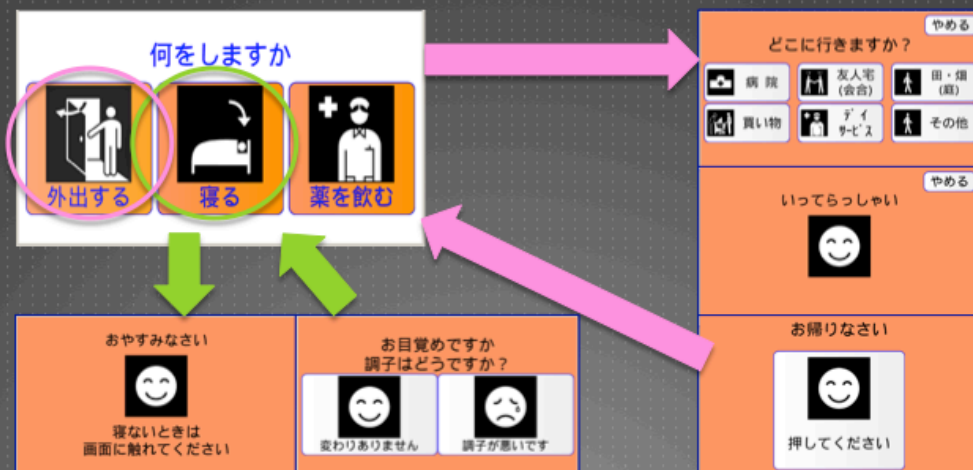 何をしますか
外出する
寝る
薬を飲む
やめる
どこに行きますか？
病院
友人宅
(会合)
田・畑
(庭)
買い物
デイ
サービス
その他
やめる
いってらっしゃい
お帰りなさい
押してください
おやすみなさい
寝ないときは
画面に触れてください
お目覚めですか
調子はどうですか？
変わりありません
調子が悪いです